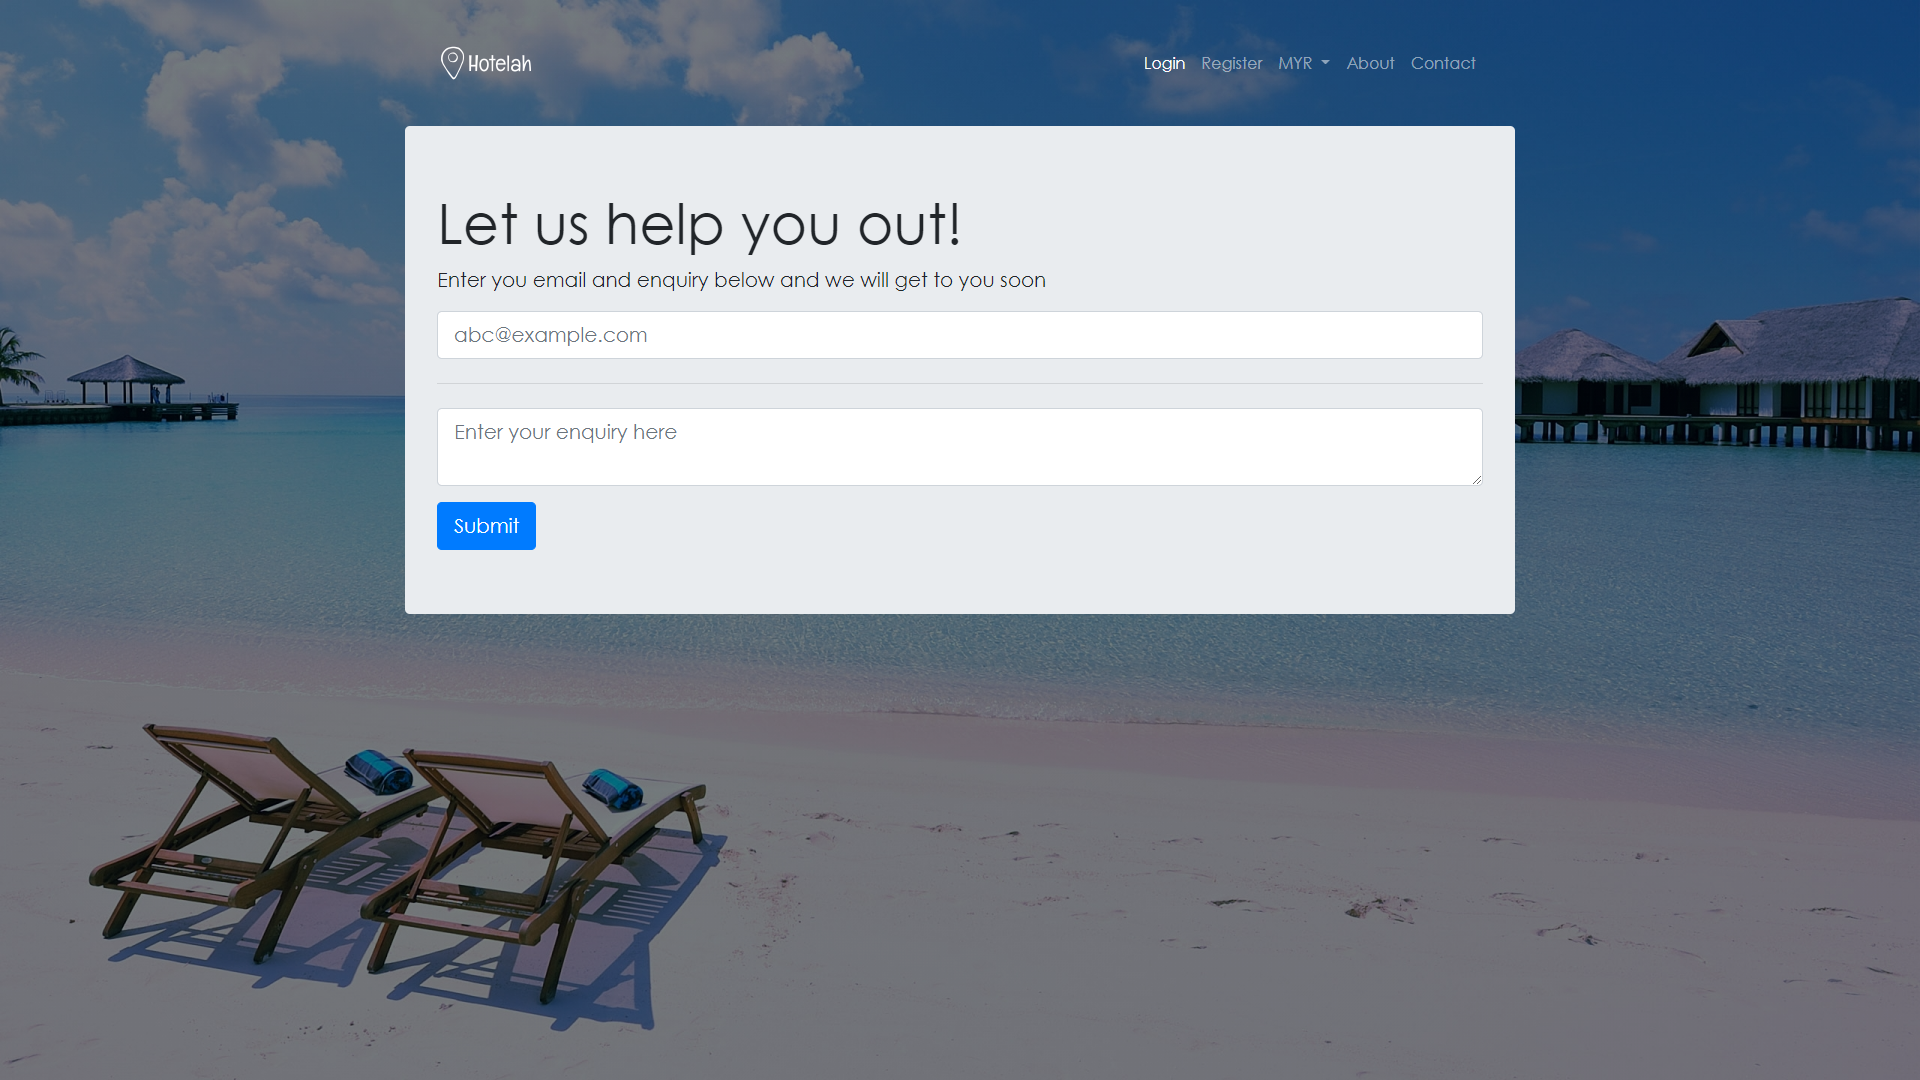 Hotelah
Login Register MYR About Contact
Let us help you out!
Enter you email and enquiry below and we will get to you soon
abc@example.com
Enter your enquiry here
Submit